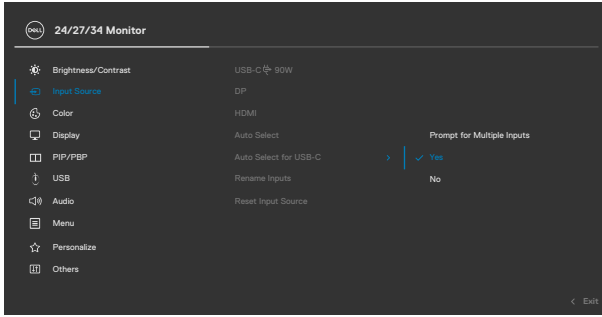 DELL
24/27/34 Monitor
Brightness/Contrast
Input Source
Color
Display
PIP/PBP
USB
Audio
Menu
Personalize
Others
USB-C 90W
DP
HDMI
Auto Select
Auto Select for USB-C
Rename Inputs
Reset Input Source
Prompt for Multiple Inputs
Yes
No
Exit